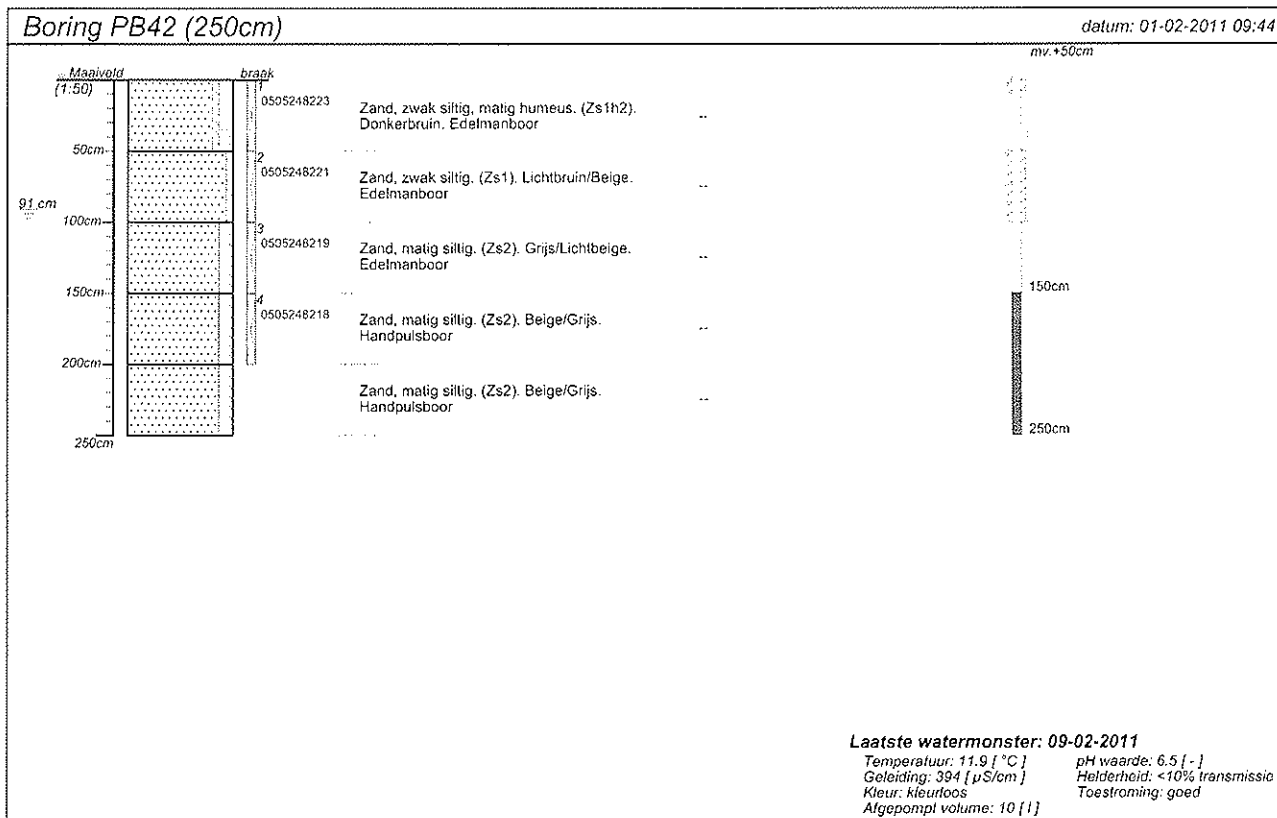 Boring PB42 (250cm)
datum: 01-02-2011 09:44
mv.+50cm
Maaiveld
braak
(1:50)
1
0505248223
Zand, zwak siltig, matig humeus. (Zs1h2).
Donkerbruin. Edelmanboor
--
50cm
2
0505248221
Zand, zwak siltig. (Zs1). Lichtbruin/Beige.
Edelmanboor
--
91 cm
100cm
3
0505248219
Zand, matig siltig. (Zs2). Grijs/Lichtbeige.
Edelmanboor
--
150cm
150cm
4
0505248218
Zand, matig siltig. (Zs2). Beige/Grijs.
Handpulsboor
--
200cm
Zand, matig siltig. (Zs2). Beige/Grijs.
Handpulsboor
--
250cm
250cm
Laatste watermonster: 09-02-2011
Temperatuur: 11.9 [ °C ]
pH waarde: 6.5 [ - ]
Geleiding: 394 [ µS/cm ]
Helderheid: <10% transmissie
Kleur: kleurloos
Toestroming: goed
Afgepompt volume: 10 [ l ]